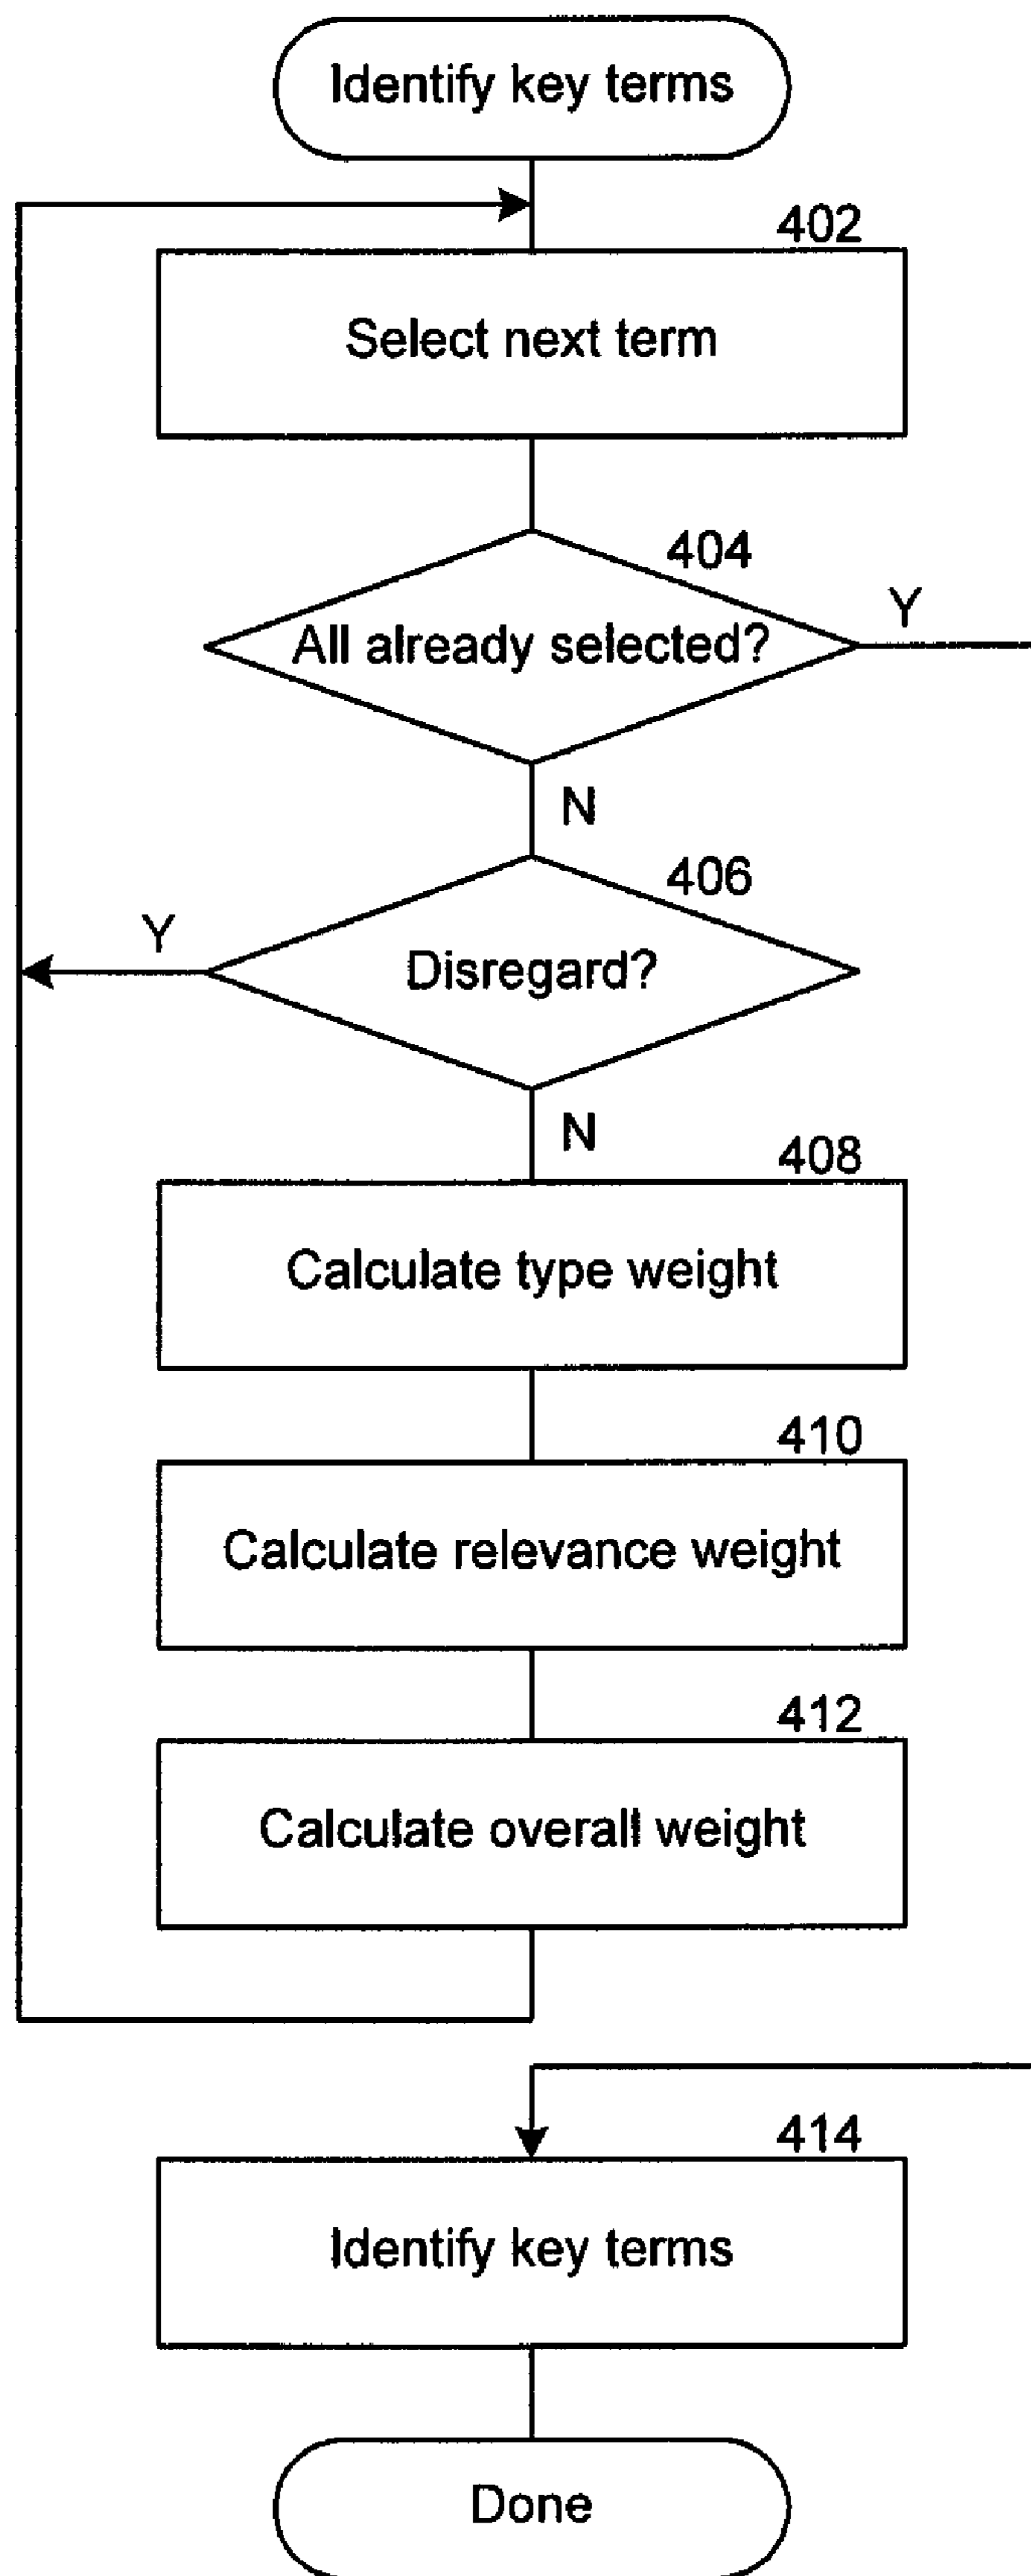 Identify key terms
402
Select next term
404
Y
All already selected?
N
406
Y
Disregard?
N
408
Calculate type weight
410
Calculate relevance weight
412
Calculate overall weight
414
Identify key terms
Done